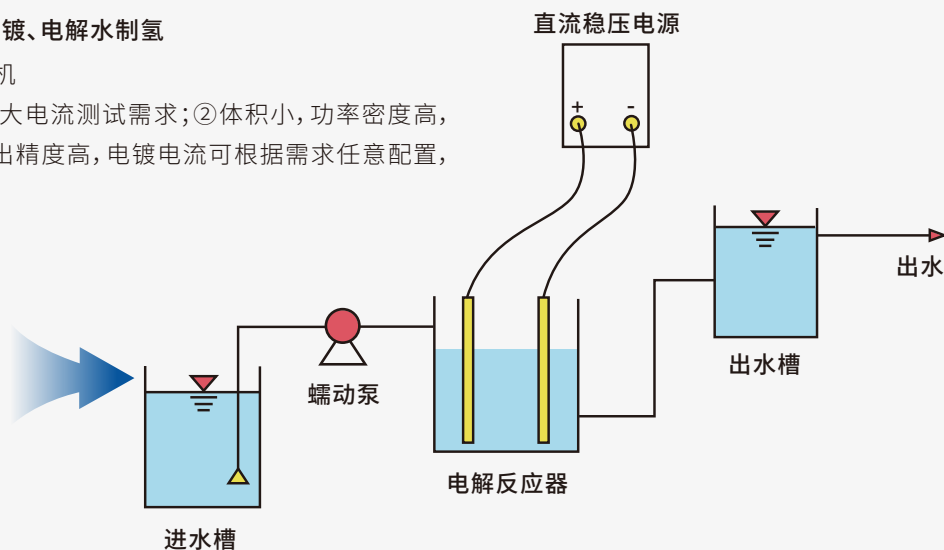 镀、电解水制氢
机
大电流测试需求；②体积小，功率密度高，
出精度高，电镀电流可根据需求任意配置，
直流稳压电源
+ -
出水
出水槽
蠕动泵
电解反应器
进水槽